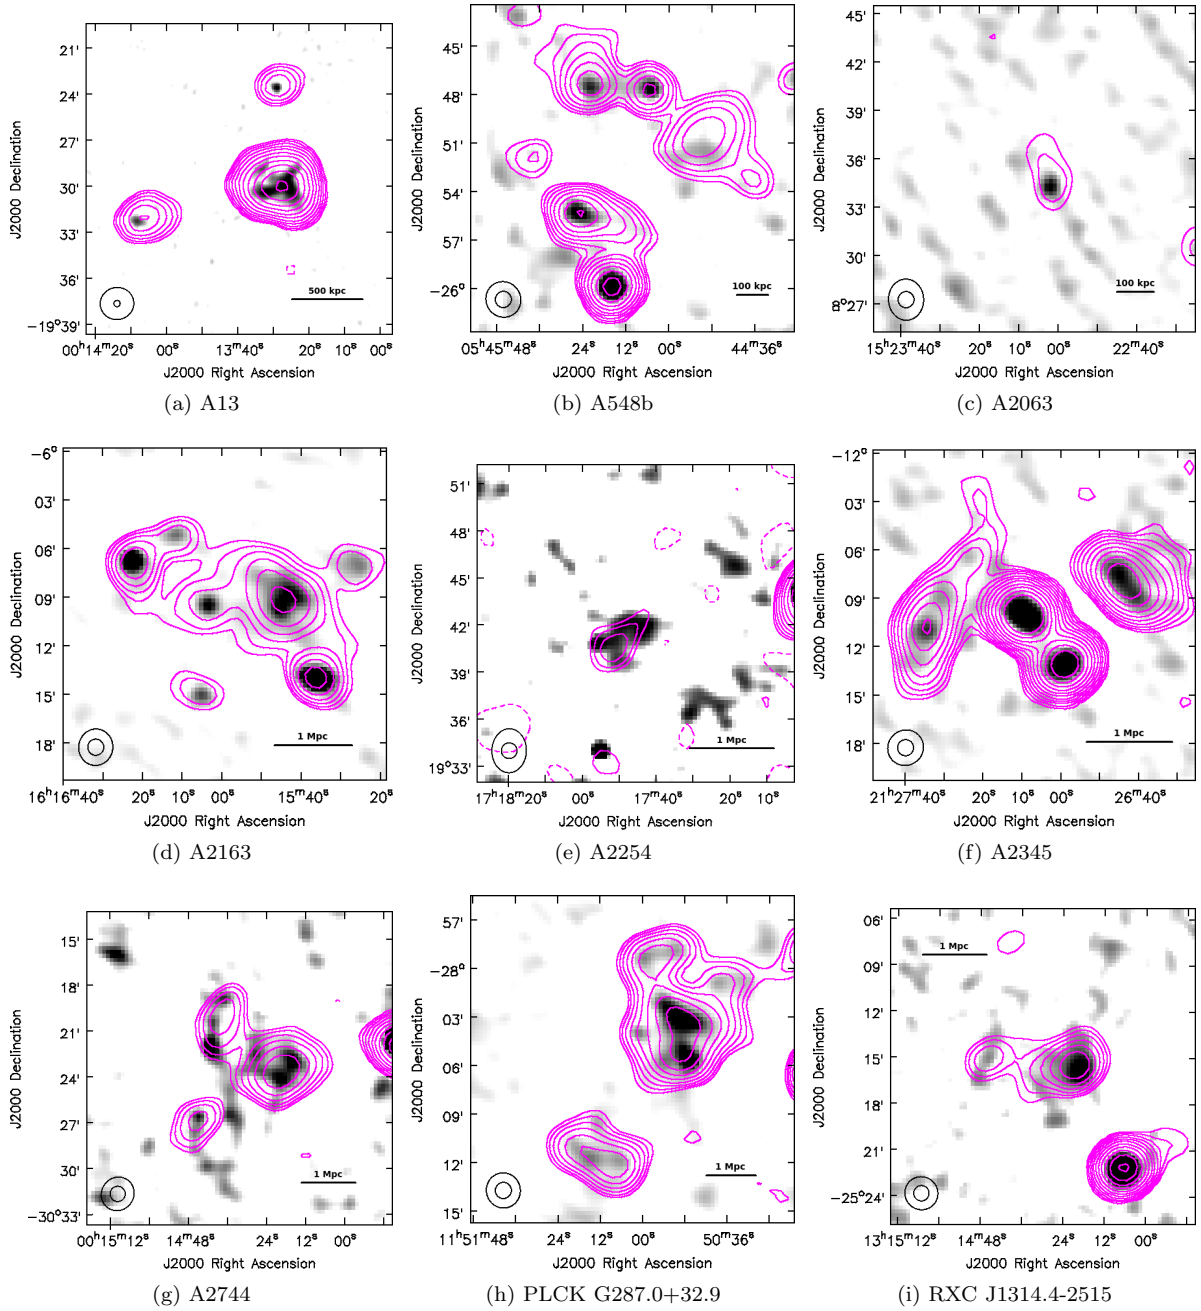 21'
24'
27'
30'
33'
36'
−19°39'
J2000 Declination
500 kpc
00ʰ14ᵐ20ˢ 00ˢ 13ᵐ40ˢ 20ˢ 10ˢ 00ˢ
J2000 Right Ascension
(a) A13
45'
48'
51'
54'
57'
−26°
J2000 Declination
100 kpc
05ʰ45ᵐ48ˢ 24ˢ 12ˢ 00ˢ 44ᵐ36ˢ
J2000 Right Ascension
(b) A548b
45'
42'
39'
36'
33'
30'
8°27'
J2000 Declination
100 kpc
15ʰ23ᵐ40ˢ 20ˢ 10ˢ 00ˢ 22ᵐ40ˢ
J2000 Right Ascension
(c) A2063
−6°
03'
06'
09'
12'
15'
18'
J2000 Declination
1 Mpc
16ʰ16ᵐ40ˢ 20ˢ 10ˢ 00ˢ 15ᵐ40ˢ 20ˢ
J2000 Right Ascension
(d) A2163
51'
48'
45'
42'
39'
36'
19°33'
J2000 Declination
1 Mpc
17ʰ18ᵐ20ˢ 00ˢ 17ᵐ40ˢ 20ˢ 10ˢ
J2000 Right Ascension
(e) A2254
−12°
03'
06'
09'
12'
15'
18'
J2000 Declination
1 Mpc
21ʰ27ᵐ40ˢ 20ˢ 10ˢ 00ˢ 26ᵐ40ˢ
J2000 Right Ascension
(f) A2345
15'
18'
21'
24'
27'
30'
−30°33'
J2000 Declination
1 Mpc
00ʰ15ᵐ12ˢ 14ᵐ48ˢ 24ˢ 12ˢ 00ˢ
J2000 Right Ascension
(g) A2744
57'
−28°
03'
06'
09'
12'
15'
J2000 Declination
1 Mpc
11ʰ51ᵐ48ˢ 24ˢ 12ˢ 00ˢ 50ᵐ36ˢ
J2000 Right Ascension
(h) PLCK G287.0+32.9
06'
09'
12'
15'
18'
21'
−25°24'
J2000 Declination
1 Mpc
13ʰ15ᵐ12ˢ 14ᵐ48ˢ 24ˢ 12ˢ 00ˢ
J2000 Right Ascension
(i) RXC J1314.4-2515